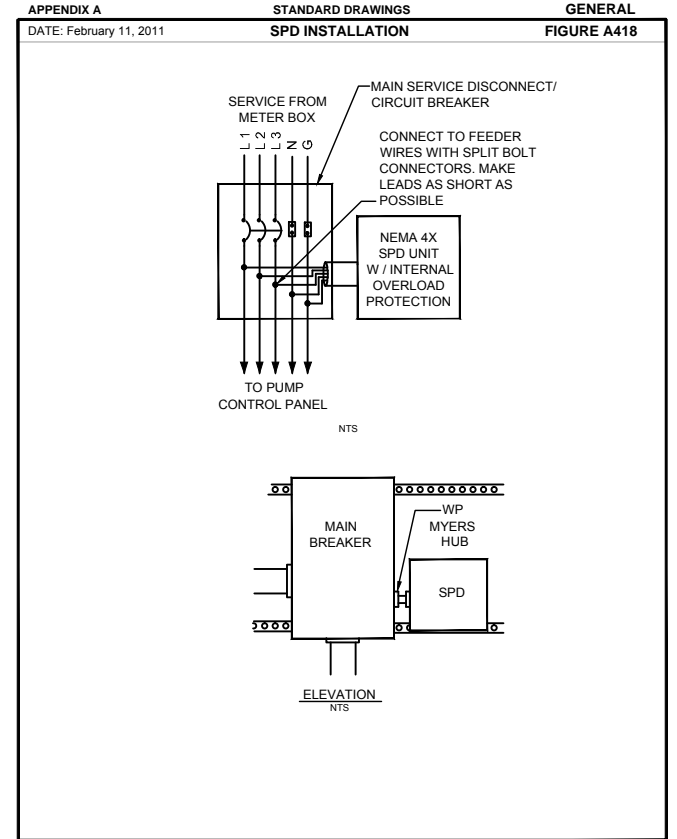 APPENDIX A
STANDARD DRAWINGS
GENERAL
DATE: February 11, 2011
SPD INSTALLATION
FIGURE A418
MAIN SERVICE DISCONNECT/
CIRCUIT BREAKER
SERVICE FROM
METER BOX
L1
L2
L3
N
G
CONNECT TO FEEDER
WIRES WITH SPLIT BOLT
CONNECTORS. MAKE
LEADS AS SHORT AS
POSSIBLE
NEMA 4X
SPD UNIT
W / INTERNAL
OVERLOAD
PROTECTION
TO PUMP
CONTROL PANEL
NTS
WP
MYERS
HUB
MAIN
BREAKER
SPD
ELEVATION
NTS